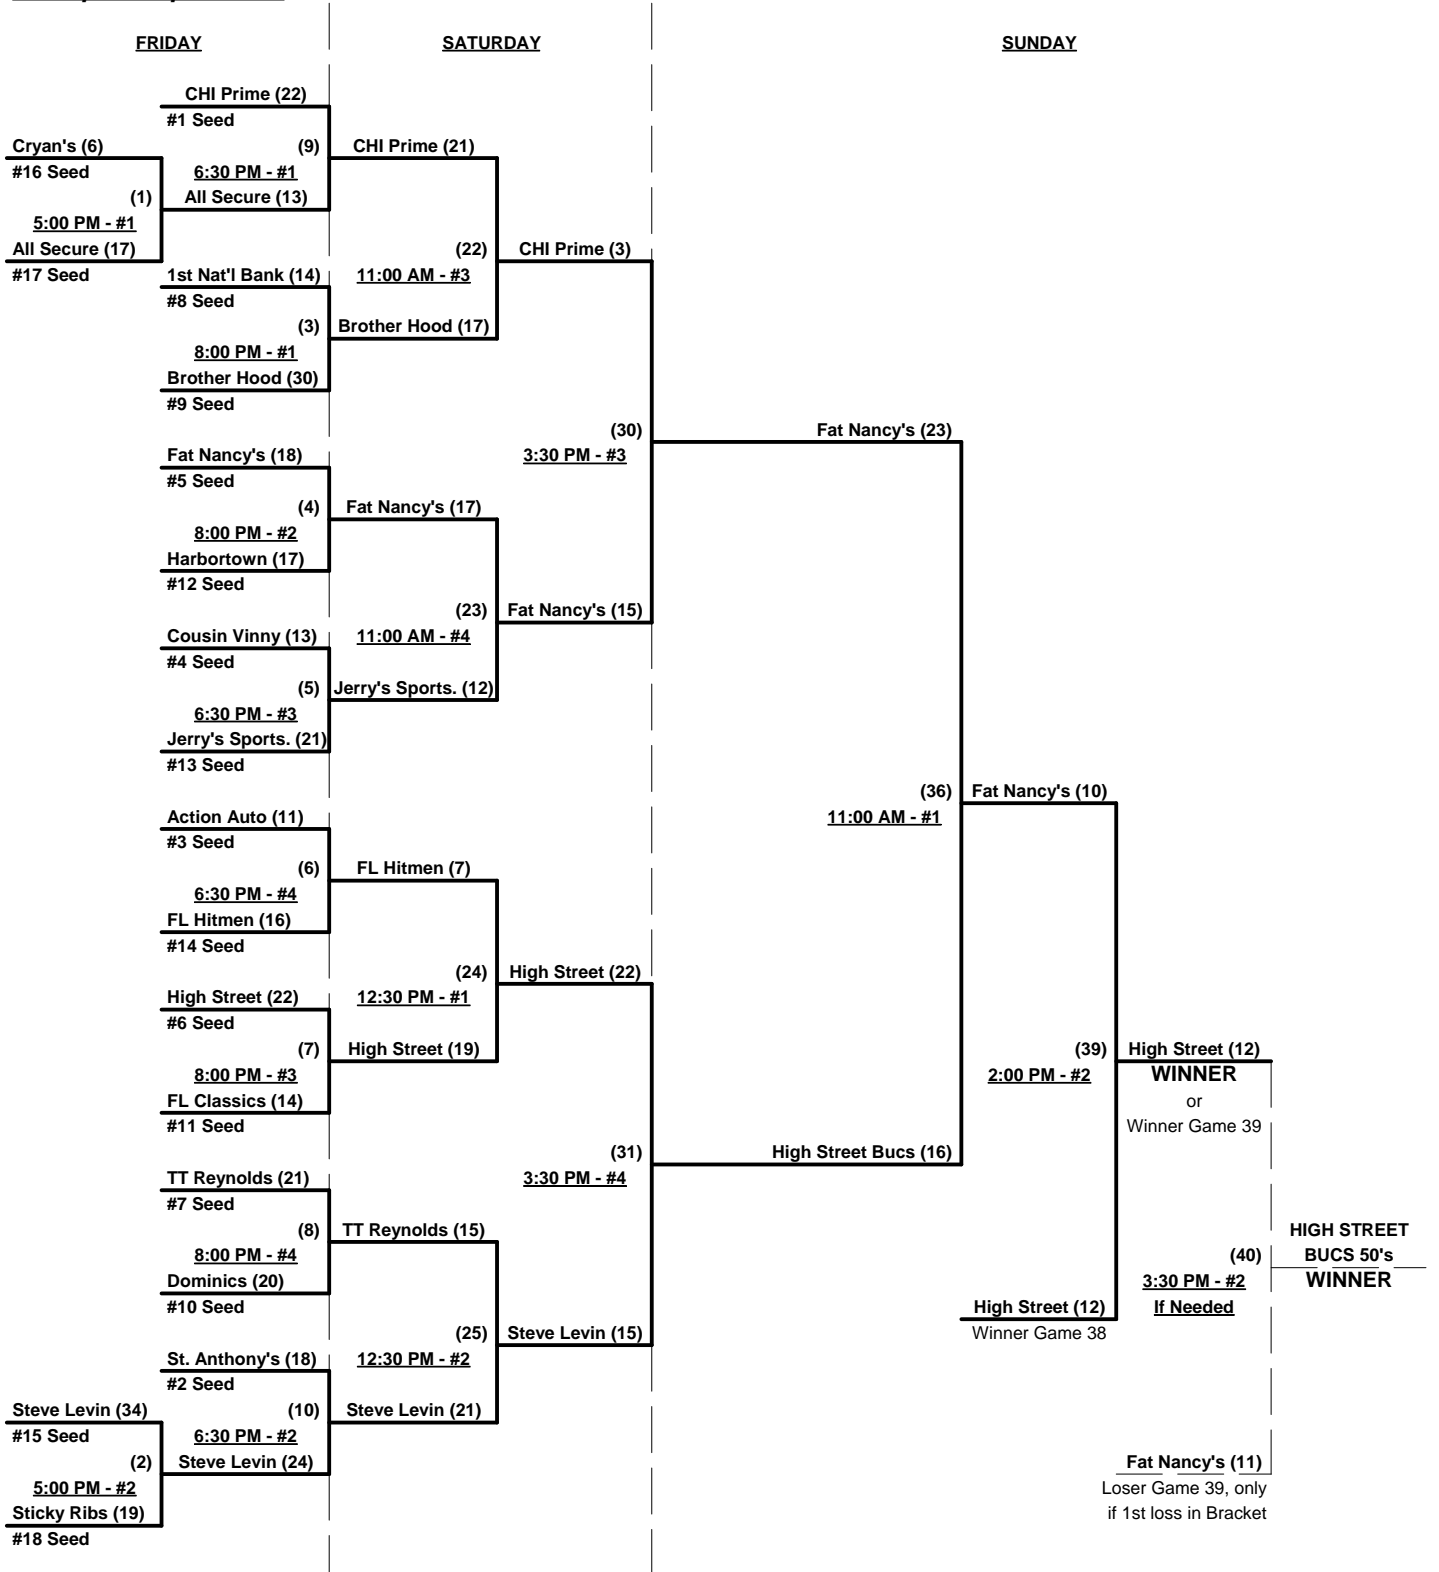 FRIDAY
SATURDAY
SUNDAY
CHI Prime (22)
#1 Seed
Cryan's (6)
(9)
CHI Prime (21)
#16 Seed
6:30 PM - #1
(1)
All Secure (13)
5:00 PM - #1
All Secure (17)
(22)
CHI Prime (3)
#17 Seed
1st Nat'l Bank (14)
11:00 AM - #3
#8 Seed
(3)
Brother Hood (17)
8:00 PM - #1
Brother Hood (30)
#9 Seed
(30)
Fat Nancy's (23)
Fat Nancy's (18)
3:30 PM - #3
#5 Seed
(4)
Fat Nancy's (17)
8:00 PM - #2
Harbortown (17)
#12 Seed
(23)
Fat Nancy's (15)
Cousin Vinny (13)
11:00 AM - #4
#4 Seed
(5)
Jerry's Sports. (12)
6:30 PM - #3
Jerry's Sports. (21)
#13 Seed
(36)
Fat Nancy's (10)
Action Auto (11)
11:00 AM - #1
#3 Seed
(6)
FL Hitmen (7)
6:30 PM - #4
FL Hitmen (16)
#14 Seed
(24)
High Street (22)
High Street (22)
12:30 PM - #1
#6 Seed
(7)
High Street (19)
(39)
High Street (12)
8:00 PM - #3
2:00 PM - #2
WINNER
FL Classics (14)
or
#11 Seed
Winner Game 39
(31)
High Street Bucs (16)
TT Reynolds (21)
3:30 PM - #4
#7 Seed
(8)
TT Reynolds (15)
HIGH STREET
8:00 PM - #4
(40)
BUCS 50's
Dominics (20)
3:30 PM - #2
WINNER
#10 Seed
High Street (12)
If Needed
(25)
Steve Levin (15)
Winner Game 38
St. Anthony's (18)
12:30 PM - #2
#2 Seed
Steve Levin (34)
(10)
Steve Levin (21)
#15 Seed
6:30 PM - #2
(2)
Steve Levin (24)
Fat Nancy's (11)
5:00 PM - #2
Loser Game 39, only
Sticky Ribs (19)
if 1st loss in Bracket
#18 Seed